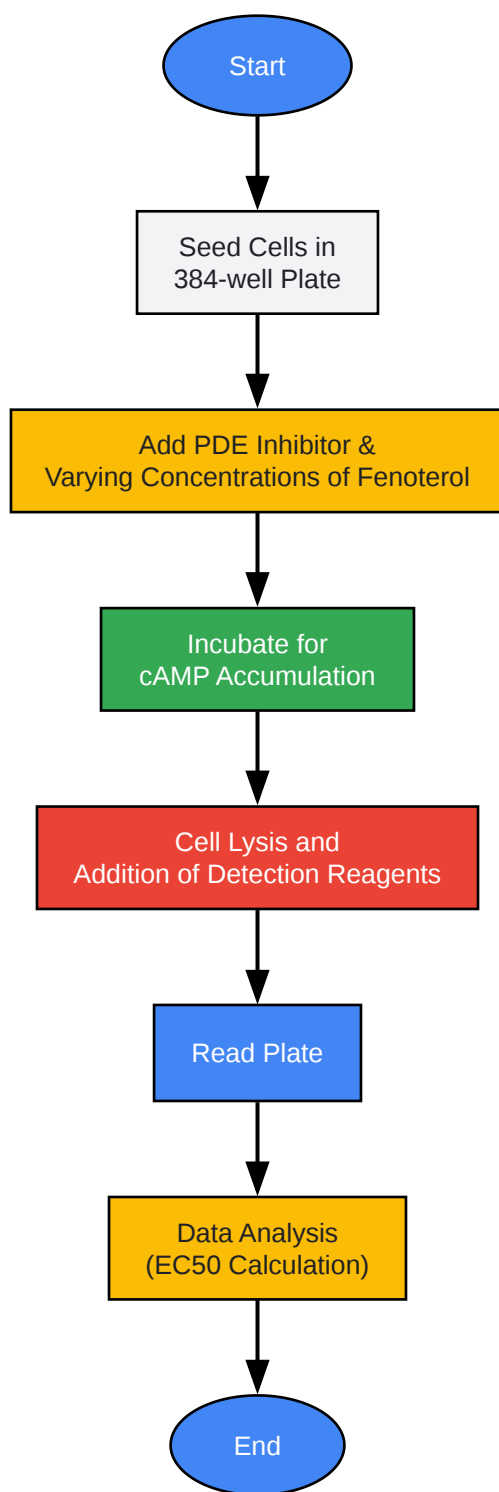 Start
Seed Cells in
384-well Plate
Add PDE Inhibitor &
Varying Concentrations of Fenoterol
Incubate for
cAMP Accumulation
Cell Lysis and
Addition of Detection Reagents
Read Plate
Data Analysis
(EC50 Calculation)
End